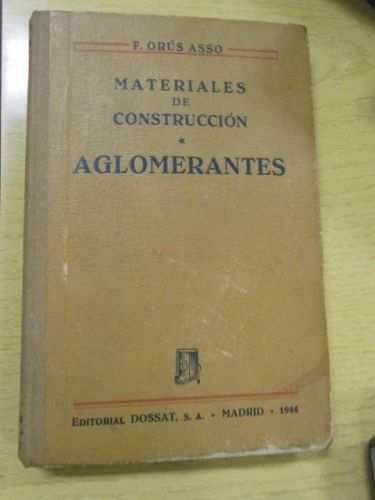 F. ORÚS ASSO
MATERIALES
DE
CONSTRUCCIÓN
★
AGLOMERANTES
EDITORIAL DOSSAT, S. A. • MADRID • 1944